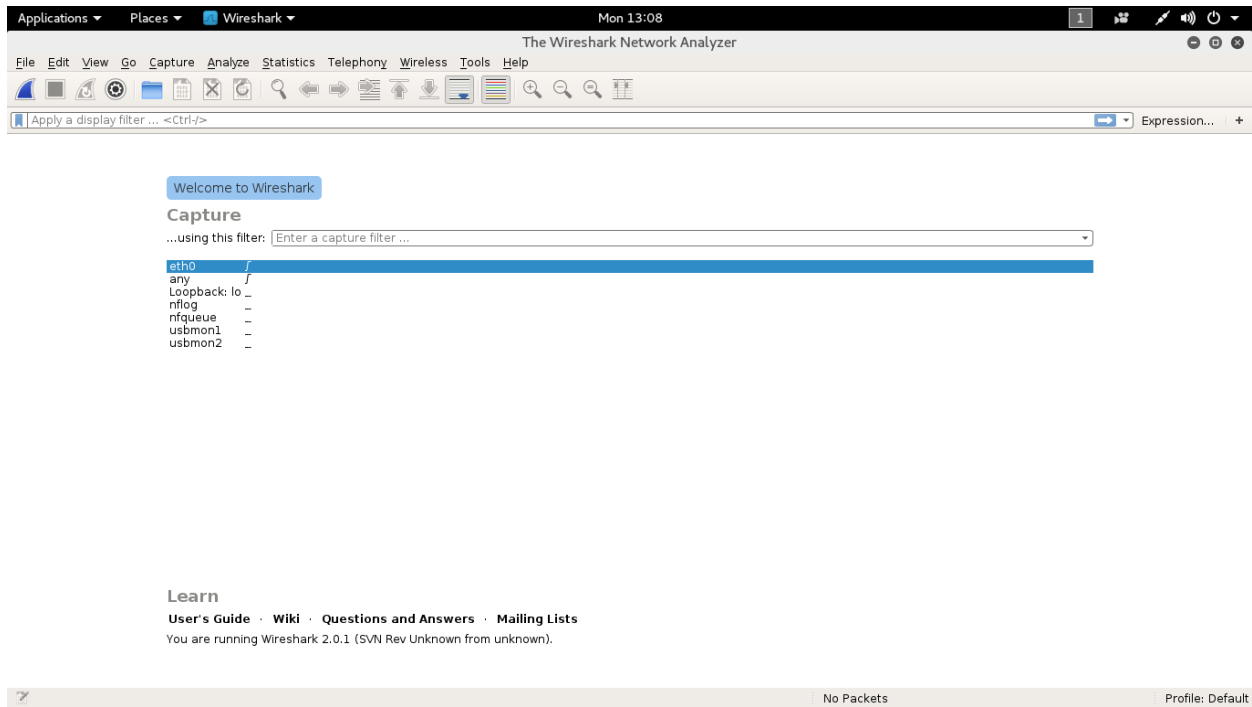 Applications Places Wireshark Mon 13:08 1
The Wireshark Network Analyzer
File Edit View Go Capture Analyze Statistics Telephony Wireless Tools Help
Apply a display filter ... <Ctrl-/> Expression... +
Welcome to Wireshark
Capture
...using this filter: Enter a capture filter ...
eth0
any
Loopback: lo
nflog
nfqueue
usbmon1
usbmon2
Learn
User's Guide · Wiki · Questions and Answers · Mailing Lists
You are running Wireshark 2.0.1 (SVN Rev Unknown from unknown).
No Packets Profile: Default